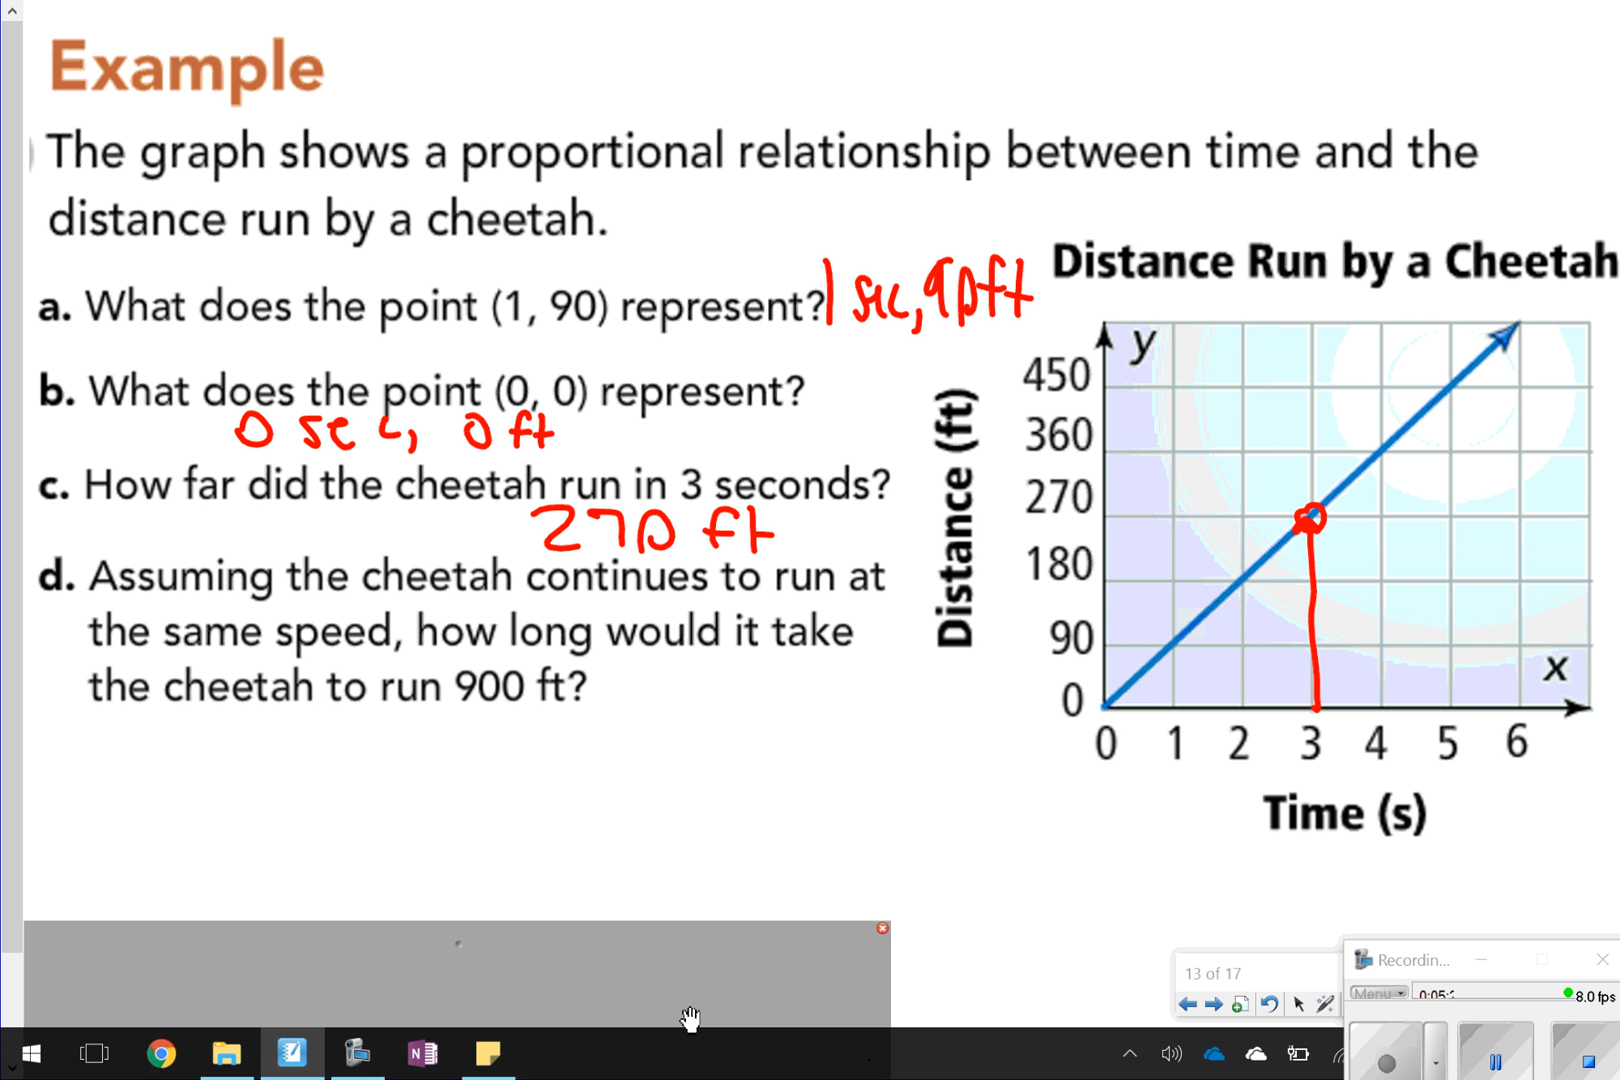 Example
The graph shows a proportional relationship between time and the
distance run by a cheetah.
a. What does the point (1, 90) represent? 1 sec, 90ft
b. What does the point (0, 0) represent?
0 sec, 0 ft
c. How far did the cheetah run in 3 seconds?
270 ft
d. Assuming the cheetah continues to run at
the same speed, how long would it take
the cheetah to run 900 ft?
Distance Run by a Cheetah
y
450
360
270
180
90
0
Distance (ft)
x
0 1 2 3 4 5 6
Time (s)
13 of 17
Recordin...
Menu
8.0 fps
N